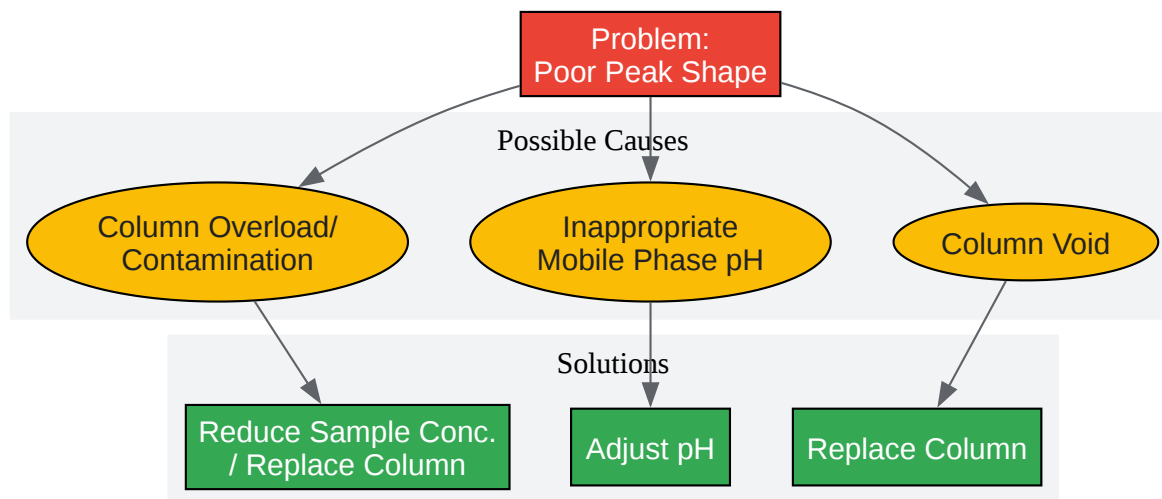 Problem:
Poor Peak Shape
Possible Causes
Column Overload/
Contamination
Inappropriate
Mobile Phase pH
Column Void
Solutions
Reduce Sample Conc.
/ Replace Column
Adjust pH
Replace Column